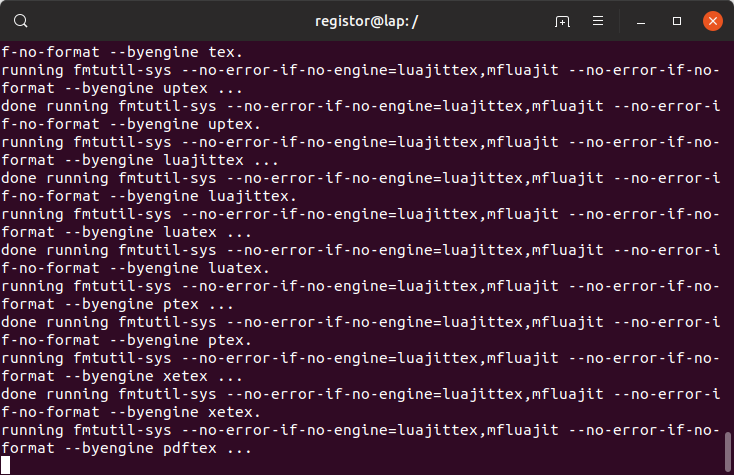 registor@lap: /
f-no-format --byengine tex.
running fmtutil-sys --no-error-if-no-engine=luajittex,mfluajit --no-error-if-no-
format --byengine uptex ...
done running fmtutil-sys --no-error-if-no-engine=luajittex,mfluajit --no-error-i
f-no-format --byengine uptex.
running fmtutil-sys --no-error-if-no-engine=luajittex,mfluajit --no-error-if-no-
format --byengine luajittex ...
done running fmtutil-sys --no-error-if-no-engine=luajittex,mfluajit --no-error-i
f-no-format --byengine luajittex.
running fmtutil-sys --no-error-if-no-engine=luajittex,mfluajit --no-error-if-no-
format --byengine luatex ...
done running fmtutil-sys --no-error-if-no-engine=luajittex,mfluajit --no-error-i
f-no-format --byengine luatex.
running fmtutil-sys --no-error-if-no-engine=luajittex,mfluajit --no-error-if-no-
format --byengine ptex ...
done running fmtutil-sys --no-error-if-no-engine=luajittex,mfluajit --no-error-i
f-no-format --byengine ptex.
running fmtutil-sys --no-error-if-no-engine=luajittex,mfluajit --no-error-if-no-
format --byengine xetex ...
done running fmtutil-sys --no-error-if-no-engine=luajittex,mfluajit --no-error-i
f-no-format --byengine xetex.
running fmtutil-sys --no-error-if-no-engine=luajittex,mfluajit --no-error-if-no-
format --byengine pdftex ...